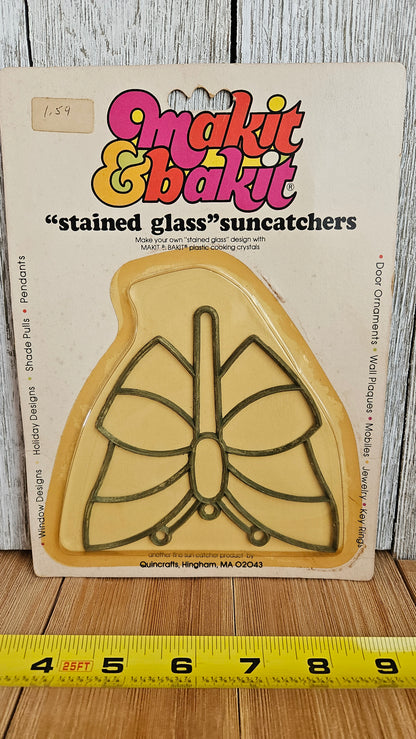 1.59
makit
& bakit®
"stained glass" suncatchers
Make your own "stained glass" design with
MAKIT & BAKIT® plastic cooking crystals
• Window Designs Holiday Designs • Shade Pulls • Pendants
• Door Ornaments • Wall Plaques • Mobiles • Jewelry • Key Rings
another fine sun catcher product by
Quincrafts, Hingham, MA 02043
4 25FT 5 6 7 8 9